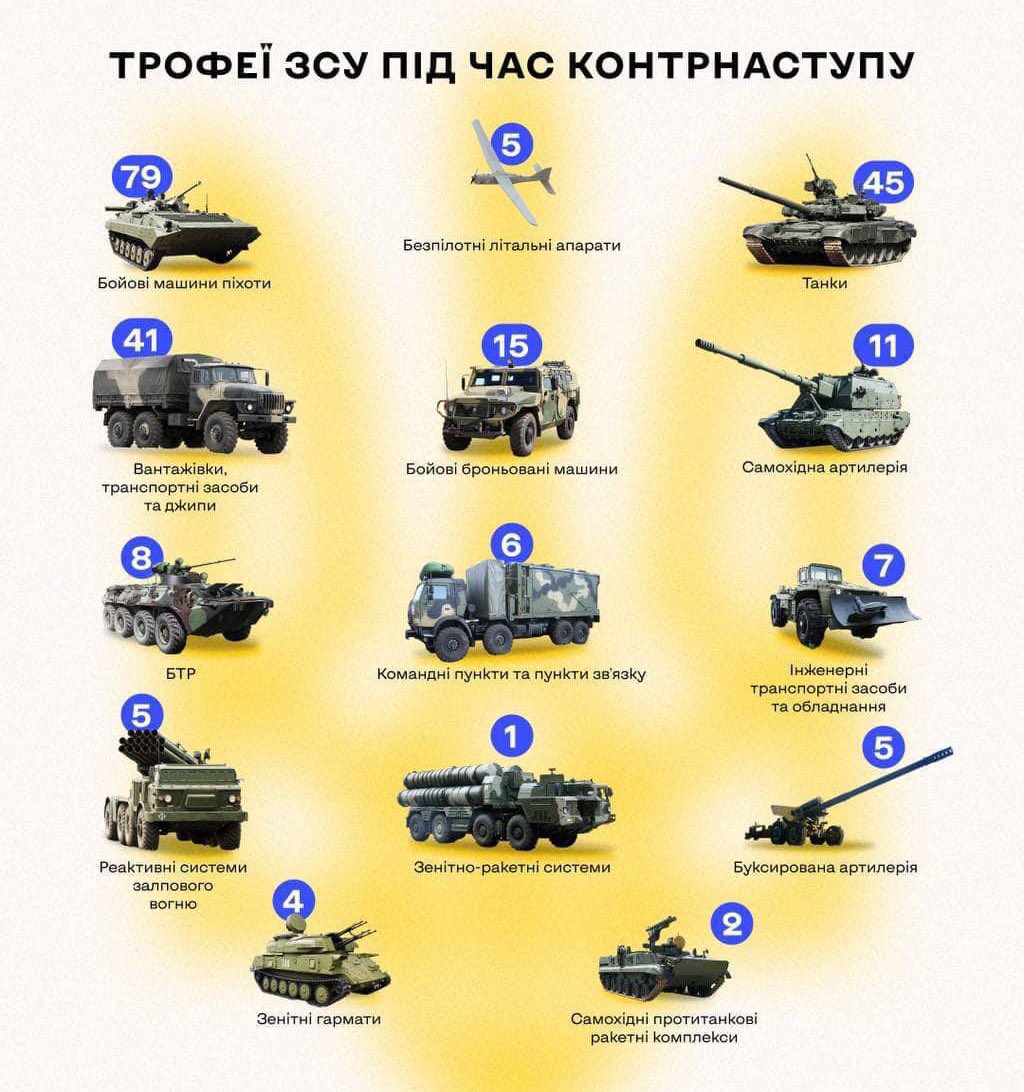 ТРОФЕЇ ЗСУ ПІД ЧАС КОНТРНАСТУПУ
79
Бойові машини піхоти
5
Безпілотні літальні апарати
45
Танки
41
Вантажівки,
транспортні засоби
та джипи
15
Бойові броньовані машини
11
Самохідна артилерія
8
БТР
6
Командні пункти та пункти зв'язку
7
Інженерні
транспортні засоби
та обладнання
5
Реактивні системи
залпового
вогню
1
Зенітно-ракетні системи
5
Буксирована артилерія
4
Зенітні гармати
2
Самохідні протитанкові
ракетні комплекси